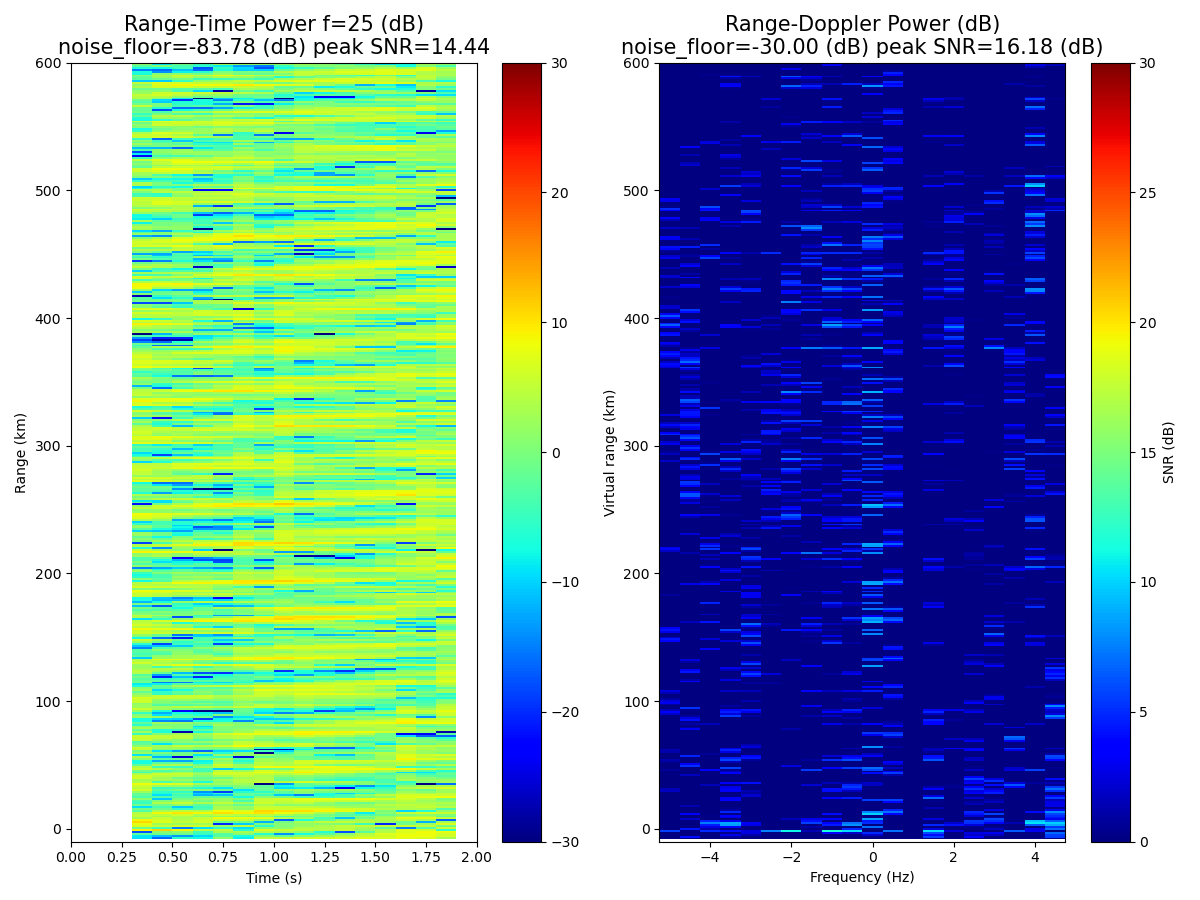 Range-Time Power f=25 (dB)
noise_floor=-83.78 (dB) peak SNR=14.44
Range (km)
600
500
400
300
200
100
0
0.00 0.25 0.50 0.75 1.00 1.25 1.50 1.75 2.00
Time (s)
30
20
10
0
−10
−20
−30
Range-Doppler Power (dB)
noise_floor=-30.00 (dB) peak SNR=16.18 (dB)
Virtual range (km)
600
500
400
300
200
100
0
−4 −2 0 2 4
Frequency (Hz)
30
25
20
15
10
5
0
SNR (dB)